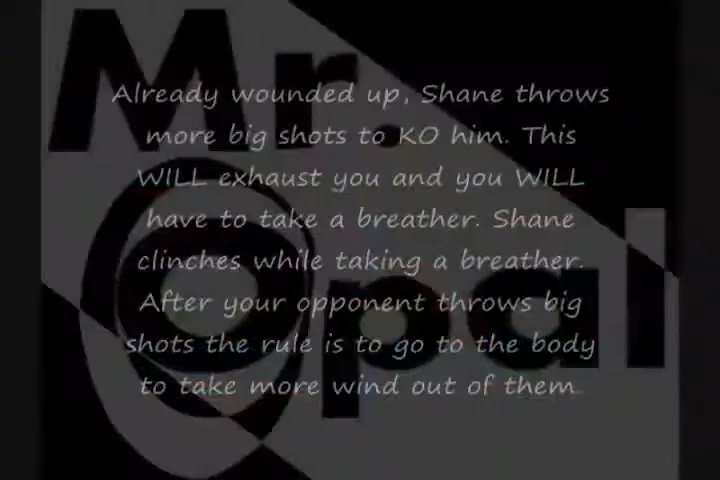 Mr.
Opal
Already wounded up, Shane throws
more big shots to KO him. This
WILL exhaust you and you WILL
have to take a breather. Shane
clinches while taking a breather.
After your opponent throws big
shots the rule is to go to the body
to take more wind out of them.